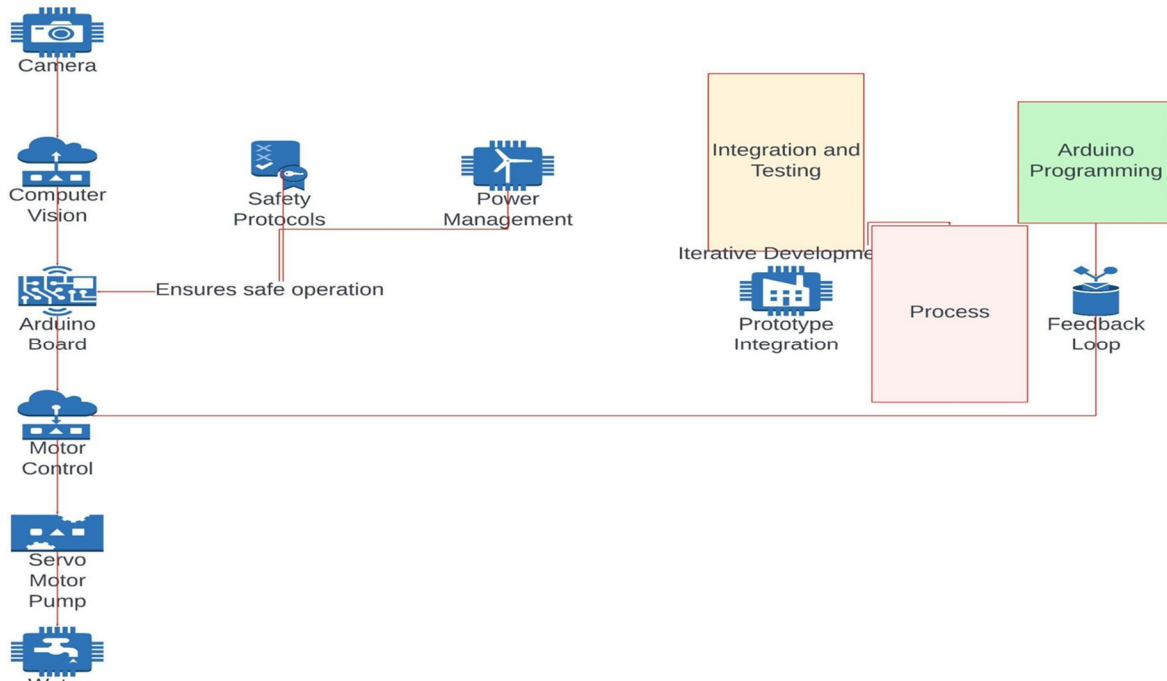 Camera
Computer
Vision
Safety
Protocols
Power
Management
Integration and
Testing
Arduino
Programming
Iterative Developme
Ensures safe operation
Arduino
Board
Prototype
Integration
Process
Feedback
Loop
Motor
Control
Servo
Motor
Pump